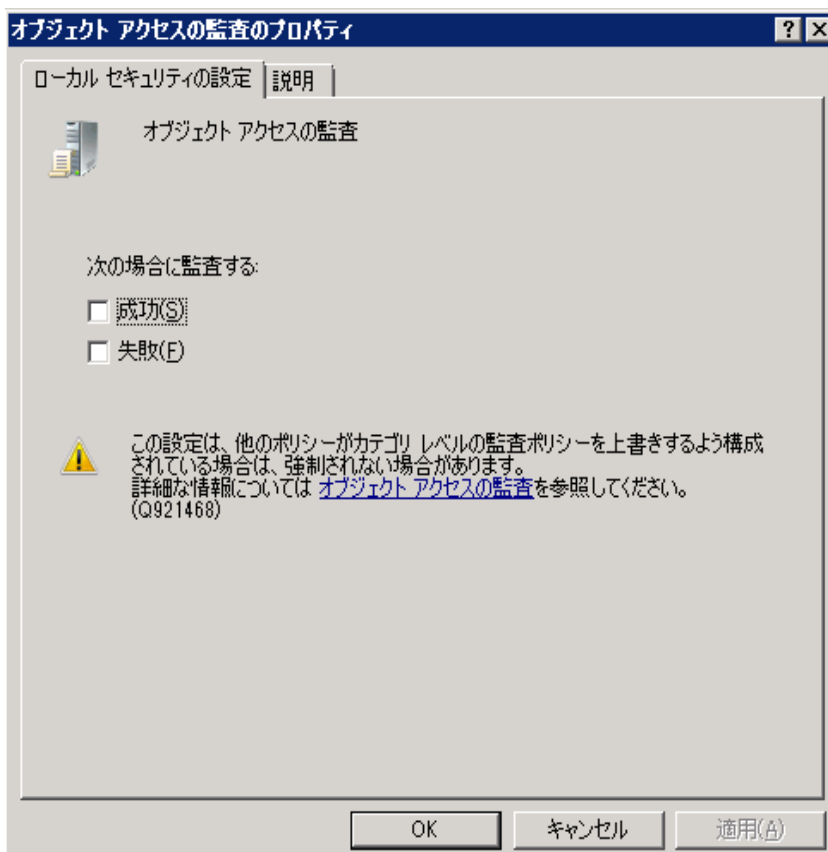 オブジェクト アクセスの監査のプロパティ
ローカル セキュリティの設定 説明
オブジェクト アクセスの監査
次の場合に監査する:
成功(S)
失敗(F)
この設定は、他のポリシーがカテゴリ レベルの監査ポリシーを上書きするよう構成
されている場合は、強制されない場合があります。
詳細な情報については オブジェクト アクセスの監査を参照してください。
(Q921468)
OK キャンセル 適用(A)